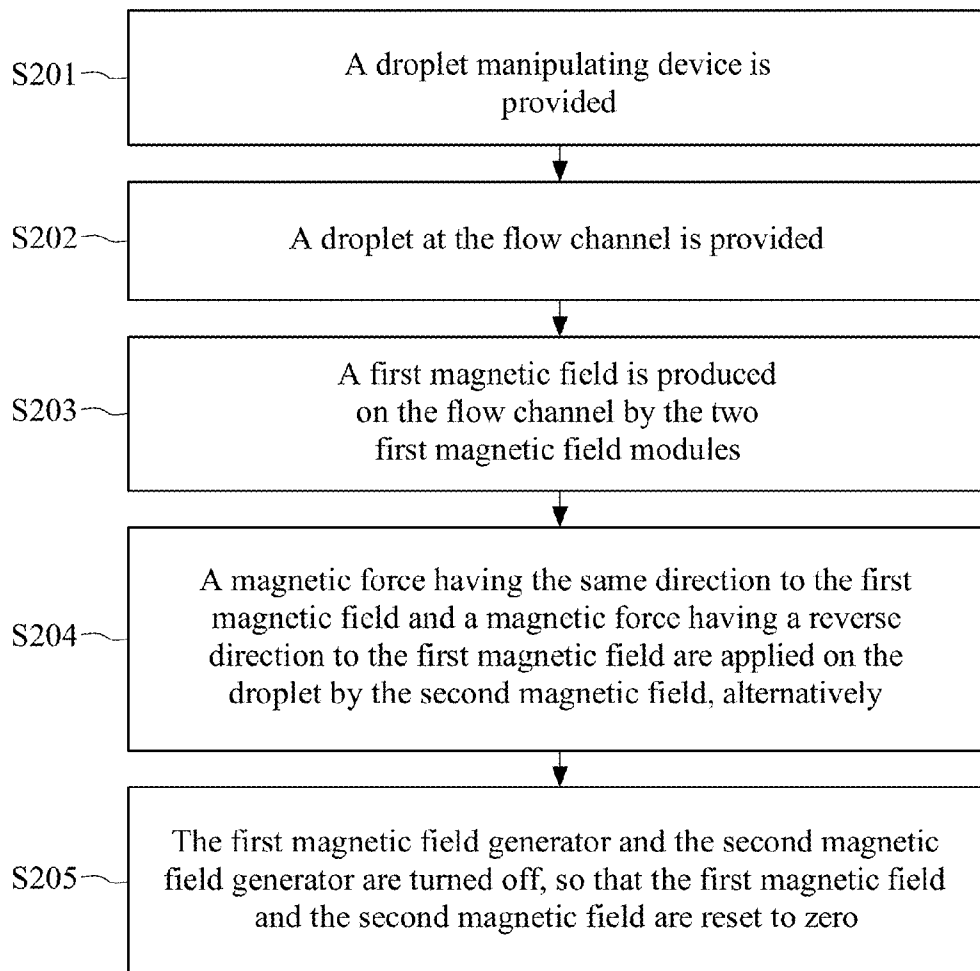 S201
A droplet manipulating device is
provided
S202
A droplet at the flow channel is provided
S203
A first magnetic field is produced
on the flow channel by the two
first magnetic field modules
S204
A magnetic force having the same direction to the first
magnetic field and a magnetic force having a reverse
direction to the first magnetic field are applied on the
droplet by the second magnetic field, alternatively
S205
The first magnetic field generator and the second magnetic
field generator are turned off, so that the first magnetic field
and the second magnetic field are reset to zero